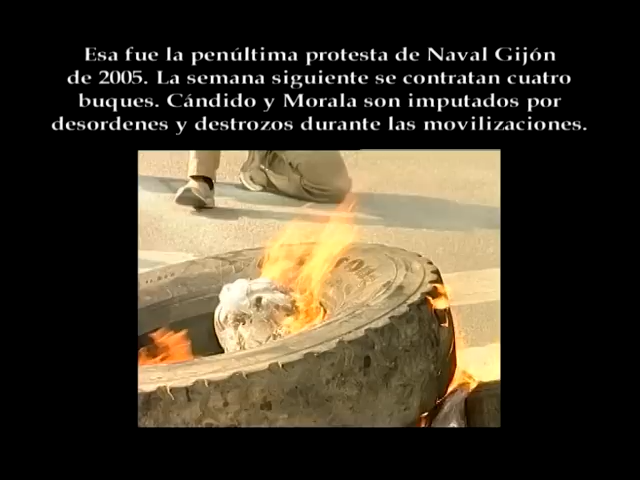 Esa fue la penúltima protesta de Naval Gijón
de 2005. La semana siguiente se contratan cuatro
buques. Cándido y Morala son imputados por
desordenes y destrozos durante las movilizaciones.